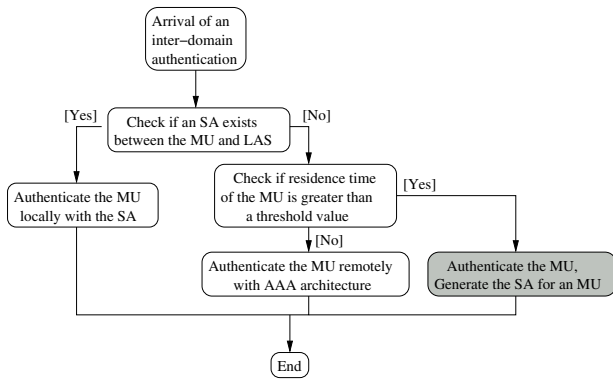 Arrival of an
inter-domain
authentication
[Yes]
[No]
Check if an SA exists
between the MU and LAS
Check if residence time
of the MU is greater than
a threshold value
[Yes]
Authenticate the MU
locally with the SA
[No]
Authenticate the MU remotely
with AAA architecture
Authenticate the MU,
Generate the SA for an MU
End